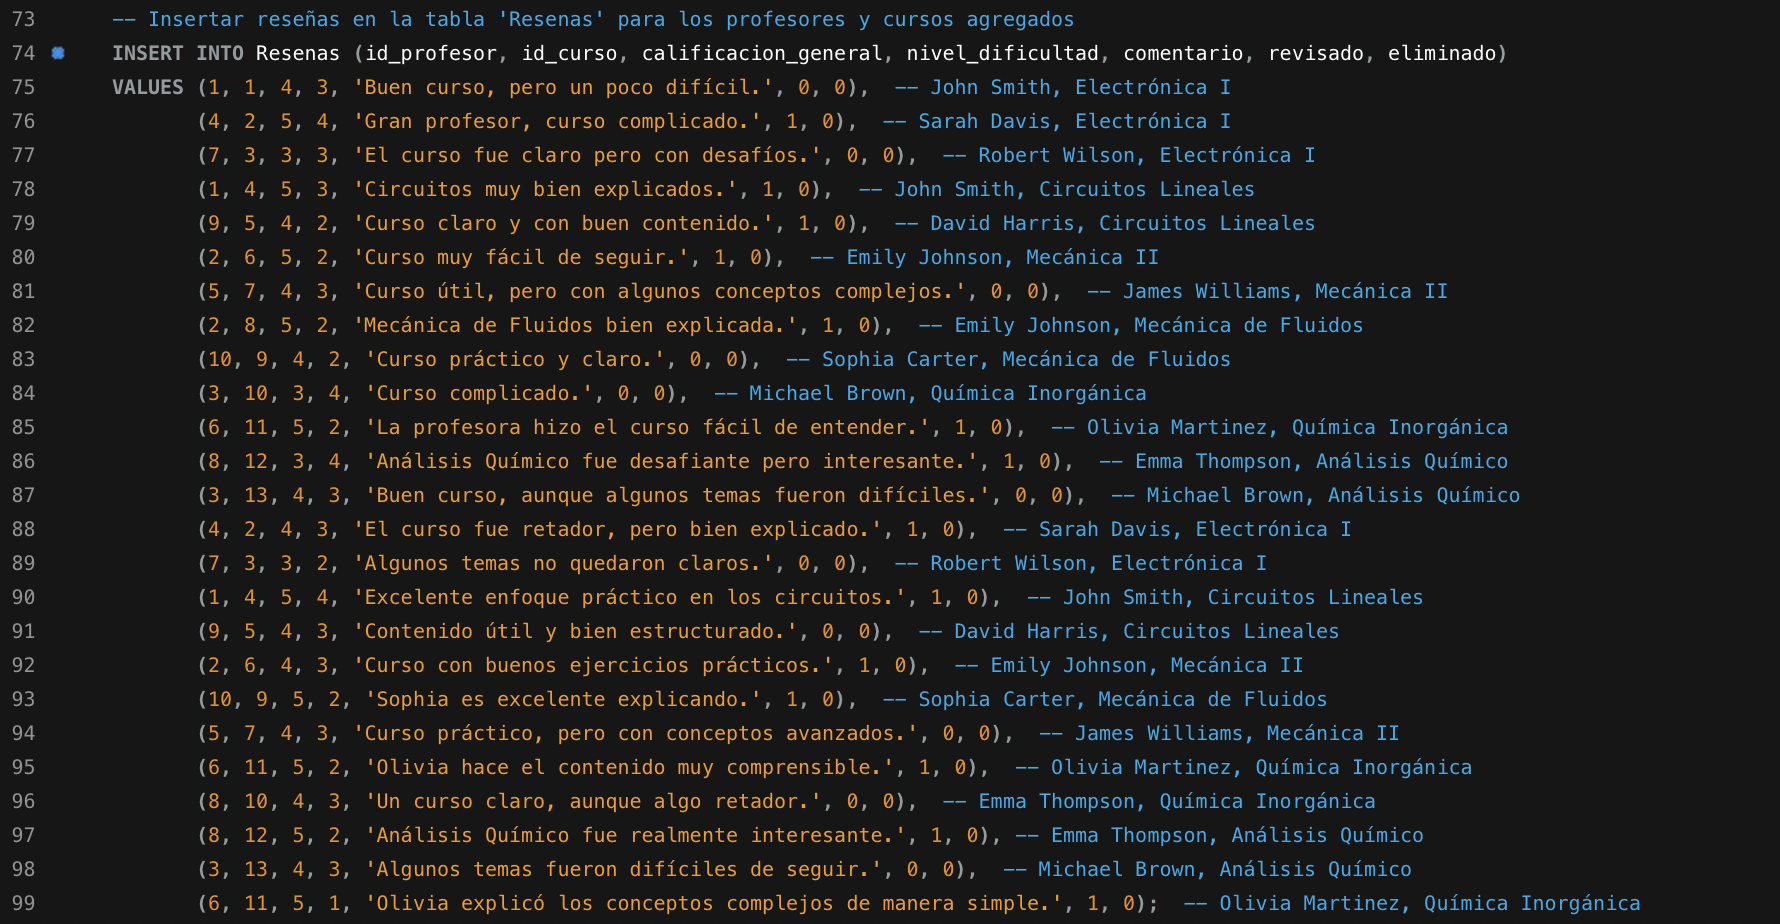 73 -- Insertar reseñas en la tabla 'Resenas' para los profesores y cursos agregados
74 INSERT INTO Resenas (id_profesor, id_curso, calificacion_general, nivel_dificultad, comentario, revisado, eliminado)
75 VALUES (1, 1, 4, 3, 'Buen curso, pero un poco difícil.', 0, 0),  -- John Smith, Electrónica I
76 (4, 2, 5, 4, 'Gran profesor, curso complicado.', 1, 0),  -- Sarah Davis, Electrónica I
77 (7, 3, 3, 3, 'El curso fue claro pero con desafíos.', 0, 0),  -- Robert Wilson, Electrónica I
78 (1, 4, 5, 3, 'Circuitos muy bien explicados.', 1, 0),  -- John Smith, Circuitos Lineales
79 (9, 5, 4, 2, 'Curso claro y con buen contenido.', 1, 0),  -- David Harris, Circuitos Lineales
80 (2, 6, 5, 2, 'Curso muy fácil de seguir.', 1, 0),  -- Emily Johnson, Mecánica II
81 (5, 7, 4, 3, 'Curso útil, pero con algunos conceptos complejos.', 0, 0),  -- James Williams, Mecánica II
82 (2, 8, 5, 2, 'Mecánica de Fluidos bien explicada.', 1, 0),  -- Emily Johnson, Mecánica de Fluidos
83 (10, 9, 4, 2, 'Curso práctico y claro.', 0, 0),  -- Sophia Carter, Mecánica de Fluidos
84 (3, 10, 3, 4, 'Curso complicado.', 0, 0),  -- Michael Brown, Química Inorgánica
85 (6, 11, 5, 2, 'La profesora hizo el curso fácil de entender.', 1, 0),  -- Olivia Martinez, Química Inorgánica
86 (8, 12, 3, 4, 'Análisis Químico fue desafiante pero interesante.', 1, 0),  -- Emma Thompson, Análisis Químico
87 (3, 13, 4, 3, 'Buen curso, aunque algunos temas fueron difíciles.', 0, 0),  -- Michael Brown, Análisis Químico
88 (4, 2, 4, 3, 'El curso fue retador, pero bien explicado.', 1, 0),  -- Sarah Davis, Electrónica I
89 (7, 3, 3, 2, 'Algunos temas no quedaron claros.', 0, 0),  -- Robert Wilson, Electrónica I
90 (1, 4, 5, 4, 'Excelente enfoque práctico en los circuitos.', 1, 0),  -- John Smith, Circuitos Lineales
91 (9, 5, 4, 3, 'Contenido útil y bien estructurado.', 0, 0),  -- David Harris, Circuitos Lineales
92 (2, 6, 4, 3, 'Curso con buenos ejercicios prácticos.', 1, 0),  -- Emily Johnson, Mecánica II
93 (10, 9, 5, 2, 'Sophia es excelente explicando.', 1, 0),  -- Sophia Carter, Mecánica de Fluidos
94 (5, 7, 4, 3, 'Curso práctico, pero con conceptos avanzados.', 0, 0),  -- James Williams, Mecánica II
95 (6, 11, 5, 2, 'Olivia hace el contenido muy comprensible.', 1, 0),  -- Olivia Martinez, Química Inorgánica
96 (8, 10, 4, 3, 'Un curso claro, aunque algo retador.', 0, 0),  -- Emma Thompson, Química Inorgánica
97 (8, 12, 5, 2, 'Análisis Químico fue realmente interesante.', 1, 0), -- Emma Thompson, Análisis Químico
98 (3, 13, 4, 3, 'Algunos temas fueron difíciles de seguir.', 0, 0),  -- Michael Brown, Análisis Químico
99 (6, 11, 5, 1, 'Olivia explicó los conceptos complejos de manera simple.', 1, 0);  -- Olivia Martinez, Química Inorgánica